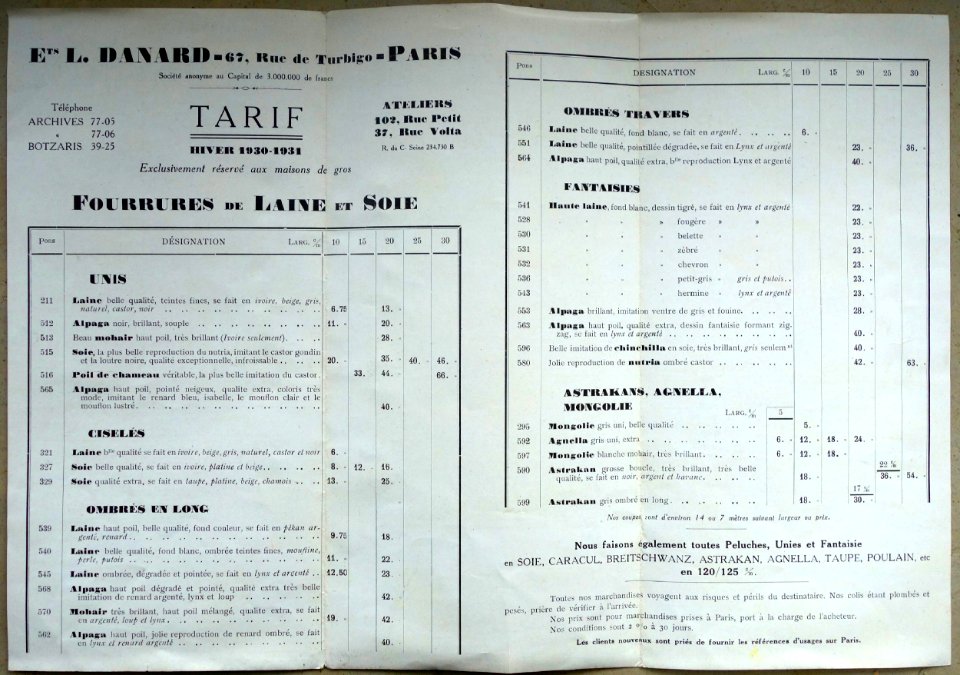 Ets L. DANARD = 67, Rue de Turbigo = PARIS
Société anonyme au Capital de 3.000.000 de francs
Téléphone
ARCHIVES 77-05
" 77-06
BOTZARIS 39-25
TARIF
HIVER 1930-1931
ATELIERS
102, Rue Petit
37, Rue Volta
R. du C. Seine 234.730 B
Exclusivement réservé aux maisons de gros
FOURRURES DE LAINE ET SOIE
Poils DÉSIGNATION LARG. c/m 10 15 20 25 30
UNIS
211 Laine belle qualité, teintes fines, se fait en ivoire, beige, gris,
naturel, castor, noir 6.75 13. -
512 Alpaga noir, brillant, souple 11. - 20. -
513 Beau mohair haut poil, très brillant (Ivoire seulement). 28. -
515 Soie, la plus belle reproduction du nutria, imitant le castor gondin
et la loutre noire, qualité exceptionnelle, infroissable 20. - 35. - 40. - 46. -
516 Poil de chameau véritable, la plus belle imitation du castor. 33. - 44. - 66. -
565 Alpaga haut poil, pointé neigeux, qualite extra, coloris très
mode, imitant le renard bleu, isabelle, le mouflon clair et le
mouflon lustré 40. -
CISELÉS
321 Laine bne qualité se fait en ivoire, beige, gris, naturel, castor et noir 6. -
327 Soie belle qualité, se fait en ivoire, platine et beige 8. - 12. - 16. -
329 Soie qualité extra, se fait en taupe, platine, beige, chamois 13. - 25. -
OMBRÉS EN LONG
539 Laine haut poil, belle qualité, fond couleur, se fait en pékan ar-
genté, renard 9.75 18. -
540 Laine belle qualité, fond blanc, ombrée teintes fines, mouflone,
perle, putois 11. - 22. -
545 Laine ombrée, dégradée et pointée, se fait en lynx et argenté 12,50 23. -
568 Alpaga haut poil dégradé et pointé, qualité extra très belle
imitation de renard argenté, lynx et loup 42. -
570 Mohair très brillant, haut poil mélangé, qualite extra, se fait
en argenté, loup et lynx 19. - 42. -
562 Alpaga haut poil, jolie reproduction de renard ombré, se fait
en lynx et renard argenté 40. -
Poils DESIGNATION LARG. c/m 10 15 20 25 30
OMBRÉS TRAVERS
546 Laine belle qualité, fond blanc, se fait en argenté 6. -
551 Laine belle qualité, pointillée dégradée, se fait en Lynx et argenté 23. - 36. -
564 Alpaga haut poil, qualité extra, bne reproduction Lynx et argenté 40. -
FANTAISIES
541 Haute laine, fond blanc, dessin tigré, se fait en lynx et argenté 22. -
528 - - - » fougère » » 23. -
530 - - - » belette » » 23. -
531 - - - » zébré » » 23. -
532 - - - » chevron » » 23. -
536 - - - » petit-gris » gris et putois 23. -
543 - - - » hermine » lynx et argenté 23. -
553 Alpaga brillant, imitation ventre de gris et fouine 28. -
563 Alpaga haut poil, qualité extra, dessin fantaisie formant zig-
zag, se fait en lynx et argenté 40. -
596 Belle imitation de chinchilla en soie, très brillant, gris seulemnt 40. -
580 Jolie reproduction de nutria ombré castor 42. - 63. -
ASTRAKANS, AGNELLA,
MONGOLIE
LARG. c/m 5
295 Mongolie gris uni, belle qualité 5. -
592 Agnella gris uni, extra 6. - 12. - 18. - 24. -
597 Mongolie blanche mohair, très brillant 6. - 12. - 18. -
590 Astrakan grosse boucle, très brillant, très belle
qualité, se fait en noir, argent et havane 18. - 22 c/m 36. - 54. -
599 Astrakan gris ombré en long 18. - 17 c/m 30. -
Nos coupes sont d'environ 14 ou 7 mètres suivant largeur ou prix.
Nous faisons également toutes Peluches, Unies et Fantaisie
en SOIE, CARACUL, BREITSCHWANZ, ASTRAKAN, AGNELLA, TAUPE, POULAIN, etc
en 120/125 c/m.
Toutes nos marchandises voyagent aux risques et périls du destinataire. Nos colis étant plombés et
pesés, prière de vérifier à l'arrivée.
Nos prix sont pour marchandises prises à Paris, port à la charge de l'acheteur.
Nos conditions sont 2 % à 30 jours.
Les clients nouveaux sont priés de fournir les références d'usages sur Paris.